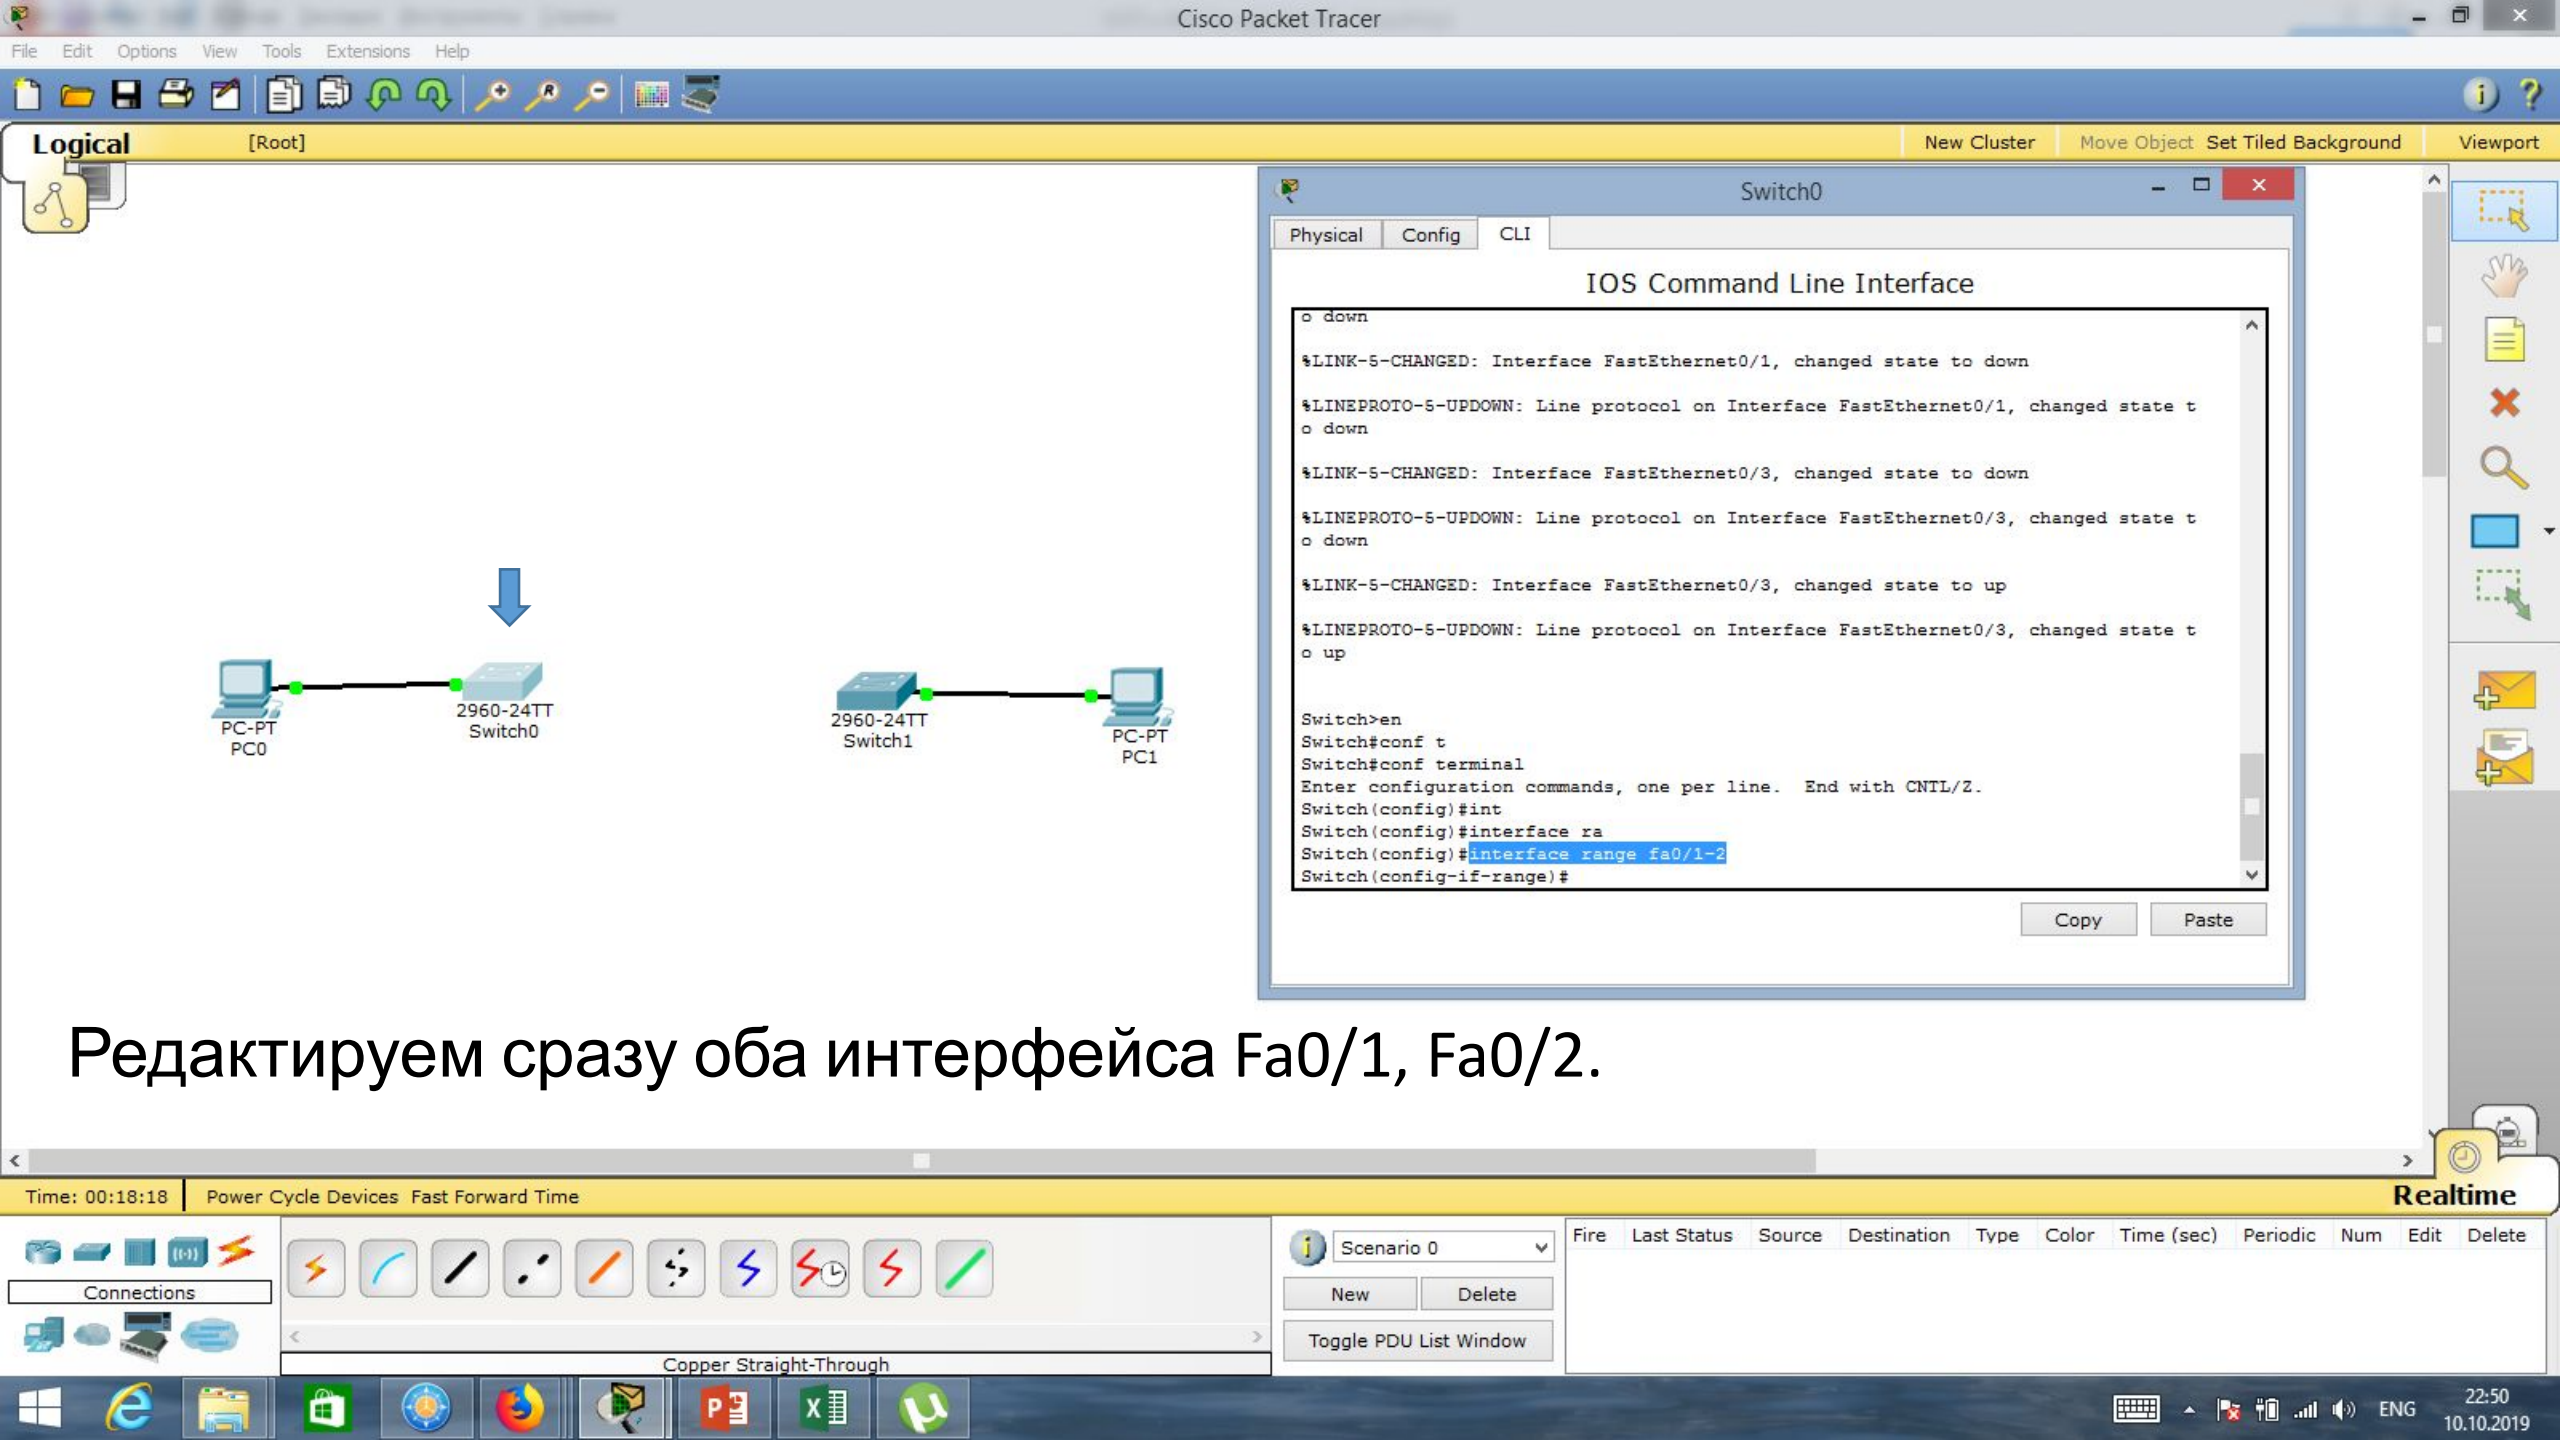 Cisco Packet Tracer
File Edit Options View Tools Extensions Help
Logical [Root] New Cluster Move Object Set Tiled Background Viewport
Switch0
Physical Config CLI
IOS Command Line Interface
o down
%LINK-5-CHANGED: Interface FastEthernet0/1, changed state to down
%LINEPROTO-5-UPDOWN: Line protocol on Interface FastEthernet0/1, changed state t
o down
%LINK-5-CHANGED: Interface FastEthernet0/3, changed state to down
%LINEPROTO-5-UPDOWN: Line protocol on Interface FastEthernet0/3, changed state t
o down
%LINK-5-CHANGED: Interface FastEthernet0/3, changed state to up
%LINEPROTO-5-UPDOWN: Line protocol on Interface FastEthernet0/3, changed state t
o up
Switch>en
Switch#conf t
Switch#conf terminal
Enter configuration commands, one per line. End with CNTL/Z.
Switch(config)#int
Switch(config)#interface ra
Switch(config)#interface range fa0/1-2
Switch(config-if-range)#
Copy Paste
PC-PT
PC0
2960-24TT
Switch0
2960-24TT
Switch1
PC-PT
PC1
Редактируем сразу оба интерфейса Fa0/1, Fa0/2.
Time: 00:18:18 Power Cycle Devices Fast Forward Time Realtime
Connections
Copper Straight-Through
Scenario 0
New Delete
Toggle PDU List Window
Fire Last Status Source Destination Type Color Time (sec) Periodic Num Edit Delete
ENG
22:50
10.10.2019